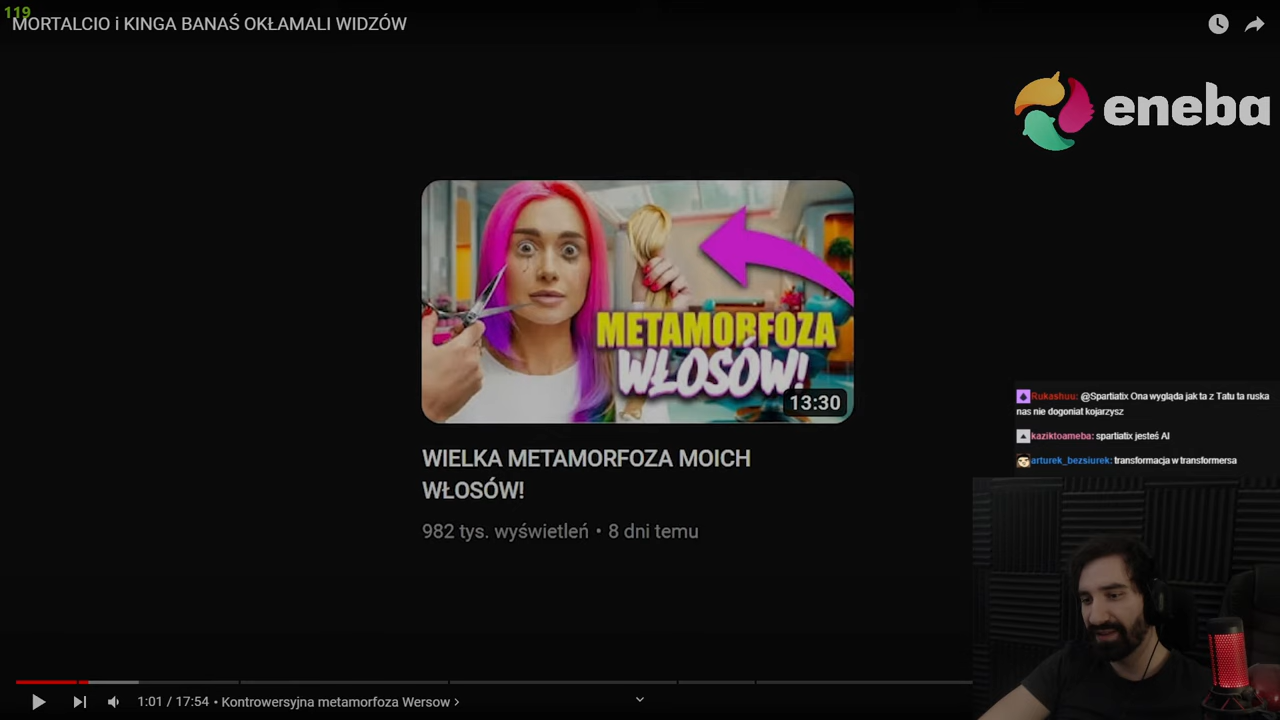 119
MORTALCIO i KINGA BANAŚ OKŁAMALI WIDZÓW
eneba
METAMORFOZA
WŁOSÓW!
13:30
WIELKA METAMORFOZA MOICH
WŁOSÓW!
982 tys. wyświetleń • 8 dni temu
Rukashuu: @Spartiatix Ona wygląda jak ta z Tatu ta ruska
nas nie dogoniat kojarzysz
kaziktoameba: spartiatix jesteś AI
arturek_bezsiurek: transformacja w transformersa
1:01 / 17:54 • Kontrowersyjna metamorfoza Wersow >